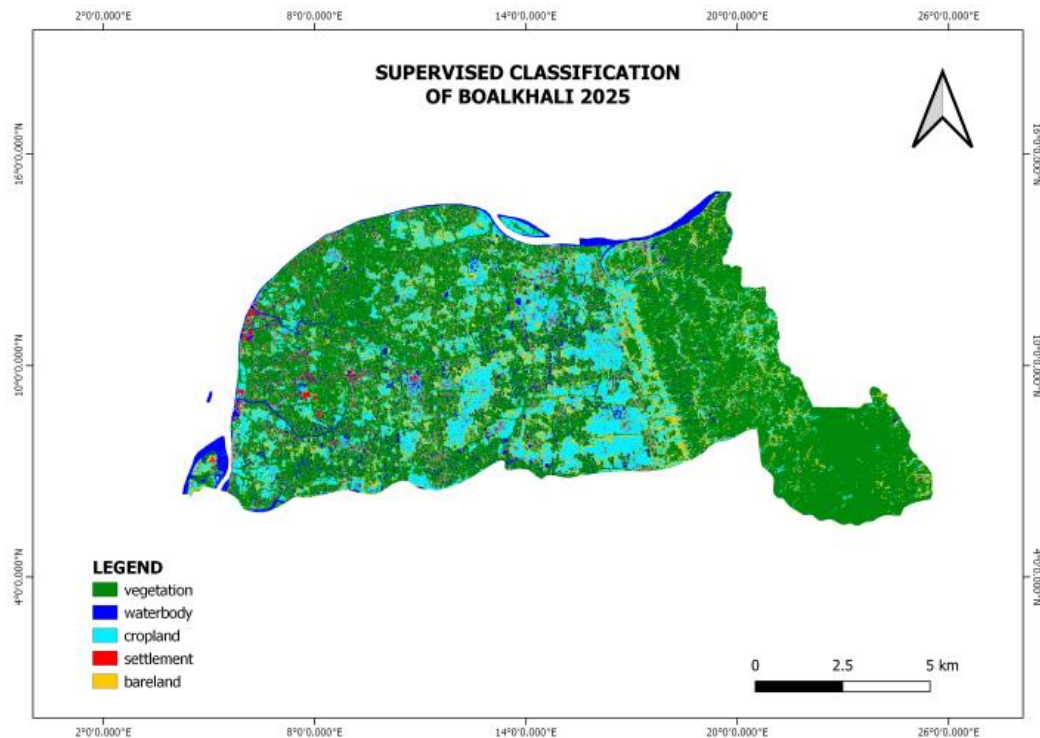 2°0'0.000"E 8°0'0.000"E 14°0'0.000"E 20°0'0.000"E 26°0'0.000"E
SUPERVISED CLASSIFICATION
OF BOALKHALI 2025
16°0'0.000"N 16°0'0.000"N
10°0'0.000"N 10°0'0.000"N
4°0'0.000"N 4°0'0.000"N
LEGEND
vegetation
waterbody
cropland
settlement
bareland
0 2.5 5 km
2°0'0.000"E 8°0'0.000"E 14°0'0.000"E 20°0'0.000"E 26°0'0.000"E